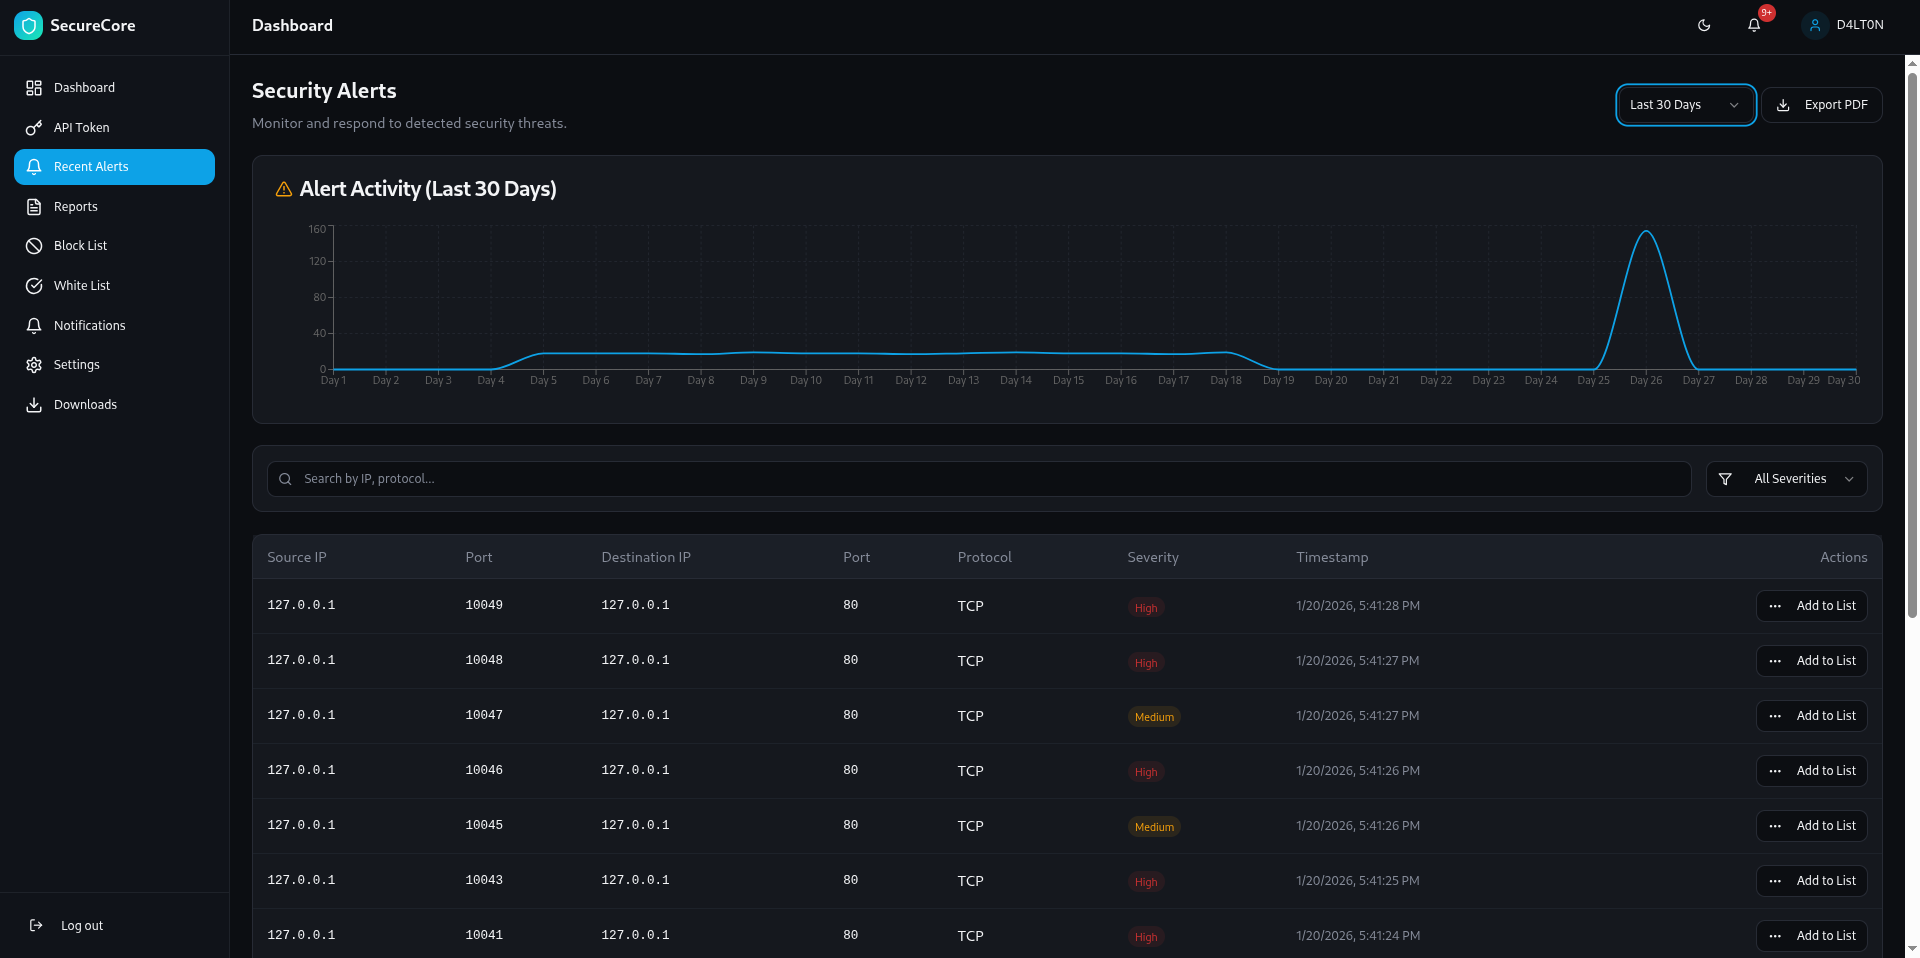 SecureCore
Dashboard
9+
D4LT0N
Dashboard
API Token
Recent Alerts
Reports
Block List
White List
Notifications
Settings
Downloads
Log out
Security Alerts
Monitor and respond to detected security threats.
Last 30 Days
Export PDF
Alert Activity (Last 30 Days)
160
120
80
40
0
Day 1 Day 2 Day 3 Day 4 Day 5 Day 6 Day 7 Day 8 Day 9 Day 10 Day 11 Day 12 Day 13 Day 14 Day 15 Day 16 Day 17 Day 18 Day 19 Day 20 Day 21 Day 22 Day 23 Day 24 Day 25 Day 26 Day 27 Day 28 Day 29 Day 30
Search by IP, protocol...
All Severities
Source IP Port Destination IP Port Protocol Severity Timestamp Actions
127.0.0.1 10049 127.0.0.1 80 TCP High 1/20/2026, 5:41:28 PM Add to List
127.0.0.1 10048 127.0.0.1 80 TCP High 1/20/2026, 5:41:27 PM Add to List
127.0.0.1 10047 127.0.0.1 80 TCP Medium 1/20/2026, 5:41:27 PM Add to List
127.0.0.1 10046 127.0.0.1 80 TCP High 1/20/2026, 5:41:26 PM Add to List
127.0.0.1 10045 127.0.0.1 80 TCP Medium 1/20/2026, 5:41:26 PM Add to List
127.0.0.1 10043 127.0.0.1 80 TCP High 1/20/2026, 5:41:25 PM Add to List
127.0.0.1 10041 127.0.0.1 80 TCP High 1/20/2026, 5:41:24 PM Add to List